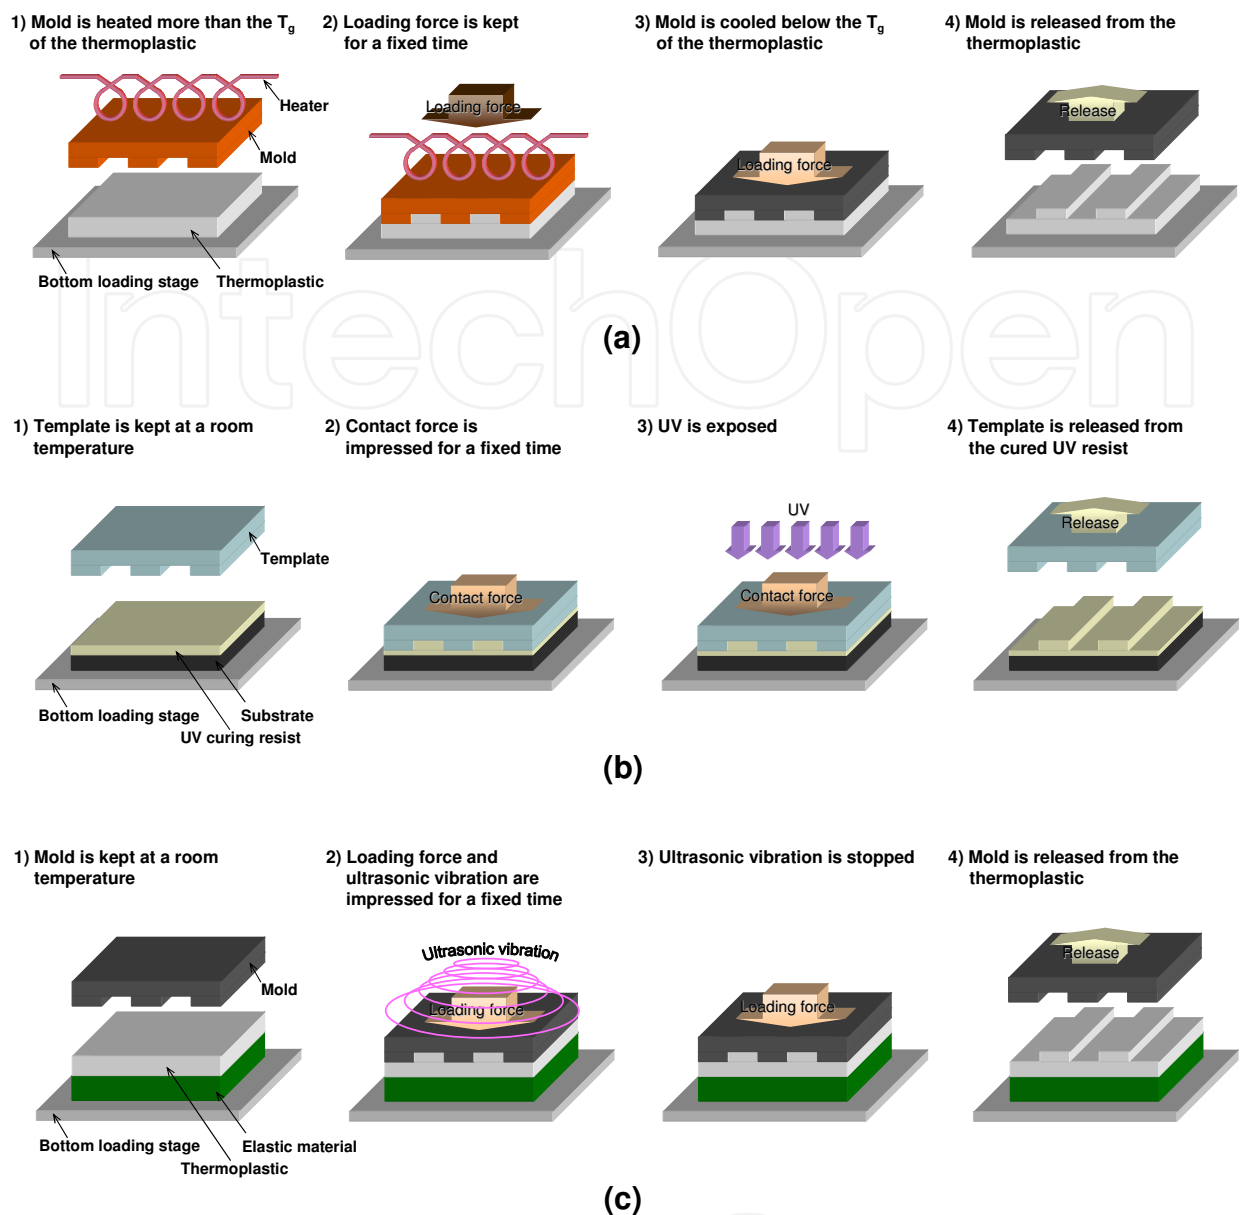 1) Mold is heated more than the Tg
of the thermoplastic
2) Loading force is kept
for a fixed time
3) Mold is cooled below the Tg
of the thermoplastic
4) Mold is released from the
thermoplastic
Heater
Mold
Bottom loading stage
Thermoplastic
Loading force
Loading force
Release
IntechOpen
(a)
1) Template is kept at a room
temperature
2) Contact force is
impressed for a fixed time
3) UV is exposed
4) Template is released from
the cured UV resist
Template
Bottom loading stage
Substrate
UV curing resist
Contact force
UV
Contact force
Release
(b)
1) Mold is kept at a room
temperature
2) Loading force and
ultrasonic vibration are
impressed for a fixed time
3) Ultrasonic vibration is stopped
4) Mold is released from the
thermoplastic
Mold
Bottom loading stage
Elastic material
Thermoplastic
Ultrasonic vibration
Loading force
Loading force
Release
(c)